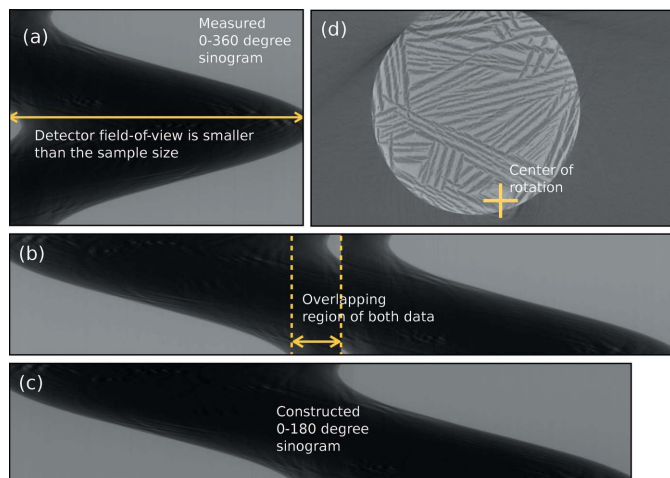 (a)
Measured
0-360 degree
sinogram
Detector field-of-view is smaller
than the sample size
(d)
Center of
rotation
(b)
Overlapping
region of both data
(c)
Constructed
0-180 degree
sinogram